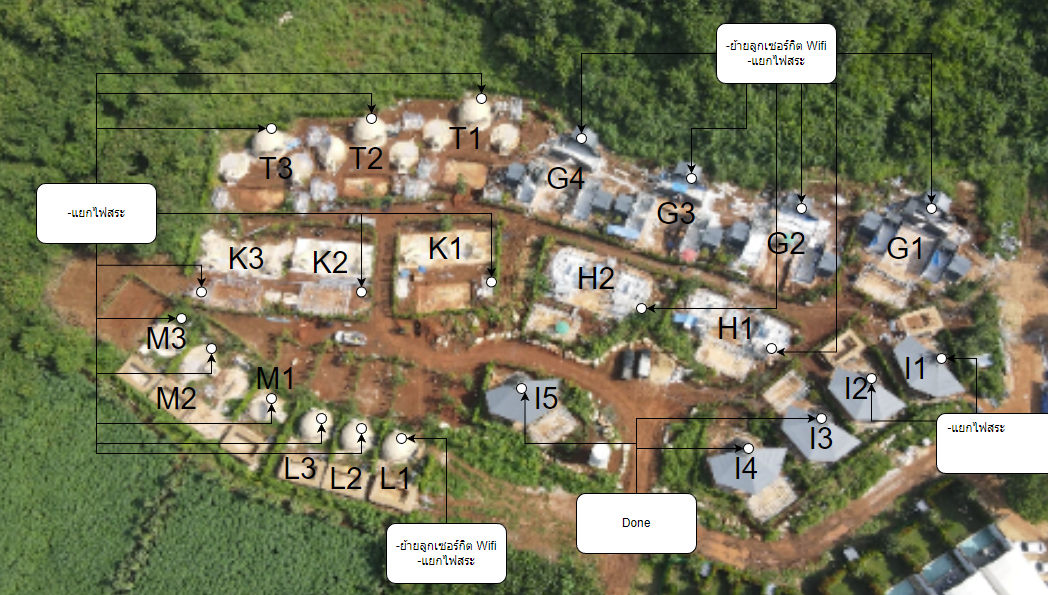 -ย้ายลูกเซอร์กิต Wifi
-แยกไฟสระ
T1
T2
T3
G4
G3
G2
G1
-แยกไฟสระ
K3
K2
K1
H2
H1
M3
M2
M1
I1
I2
I5
I3
I4
-แยกไฟสระ
L3
L2
L1
Done
-ย้ายลูกเซอร์กิต Wifi
-แยกไฟสระ